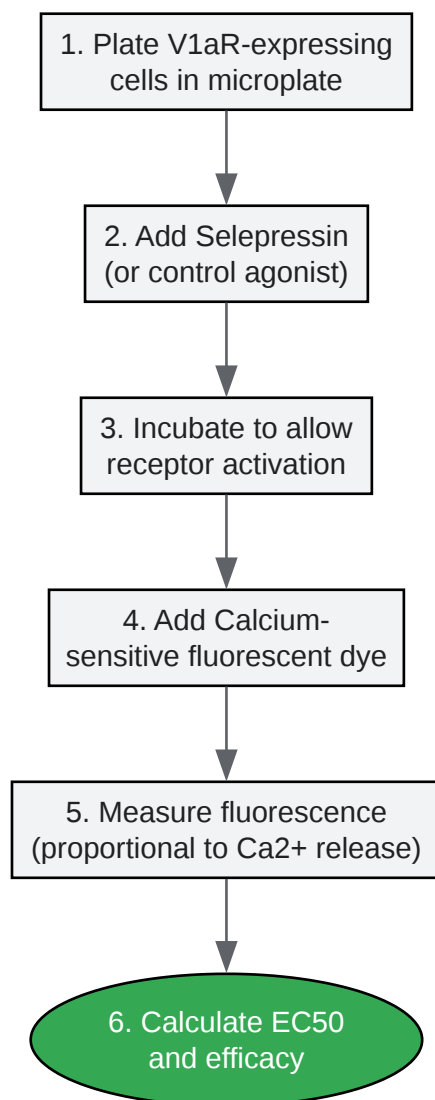 1. Plate V1aR-expressing
cells in microplate
2. Add Selepressin
(or control agonist)
3. Incubate to allow
receptor activation
4. Add Calcium-
sensitive fluorescent dye
5. Measure fluorescence
(proportional to Ca2+ release)
6. Calculate EC50
and efficacy